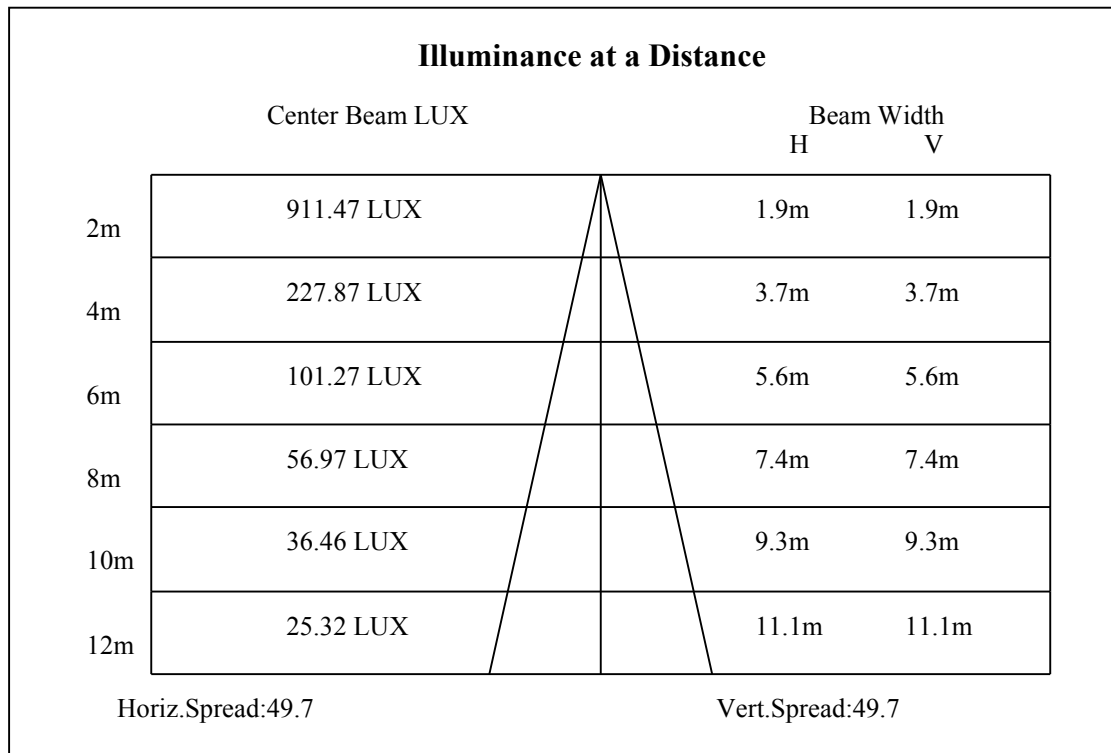 Illuminance at a Distance
Center Beam LUX Beam Width
H V
2m 911.47 LUX 1.9m 1.9m
4m 227.87 LUX 3.7m 3.7m
6m 101.27 LUX 5.6m 5.6m
8m 56.97 LUX 7.4m 7.4m
10m 36.46 LUX 9.3m 9.3m
12m 25.32 LUX 11.1m 11.1m
Horiz.Spread:49.7 Vert.Spread:49.7